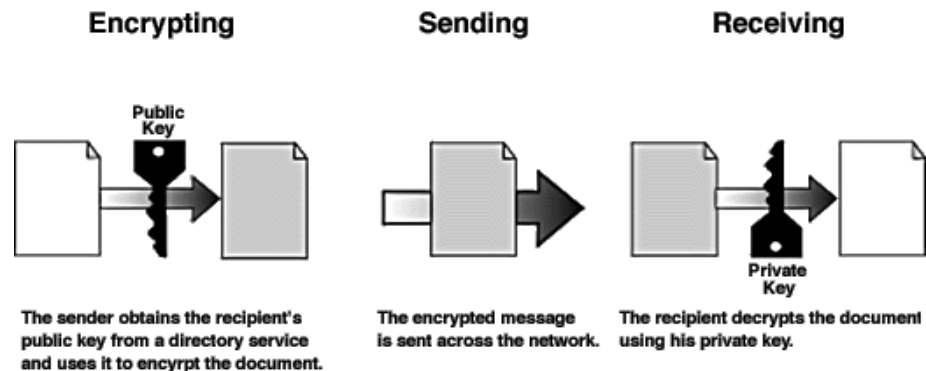 Encrypting
Sending
Receiving
Public
Key
Private
Key
The sender obtains the recipient's
public key from a directory service
and uses it to encyrpt the document.
The encrypted message
is sent across the network.
The recipient decrypts the document
using his private key.